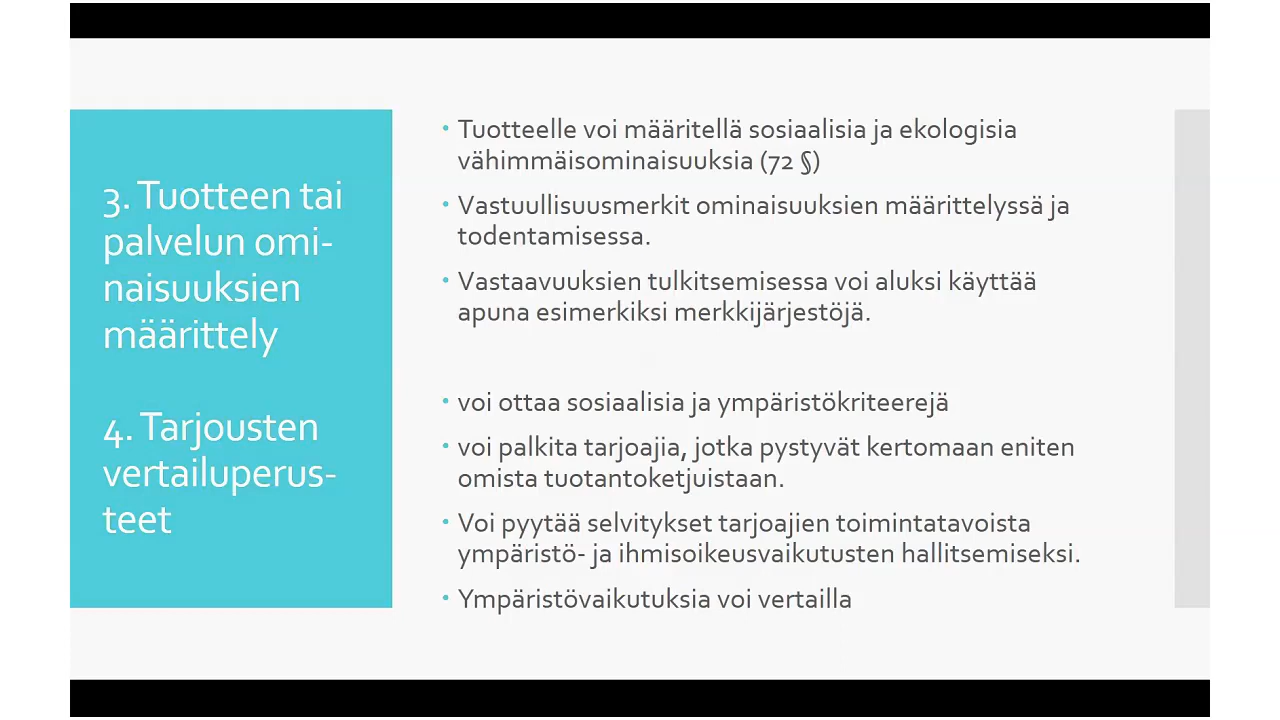 3. Tuotteen tai
palvelun omi-
naisuuksien
määrittely
4. Tarjousten
vertailuperus-
teet
• Tuotteelle voi määritellä sosiaalisia ja ekologisia
vähimmäisominaisuuksia (72 §)
• Vastuullisuusmerkit ominaisuuksien määrittelyssä ja
todentamisessa.
• Vastaavuuksien tulkitsemisessa voi aluksi käyttää
apuna esimerkiksi merkkijärjestöjä.
• voi ottaa sosiaalisia ja ympäristökriteerejä
• voi palkita tarjoajia, jotka pystyvät kertomaan eniten
omista tuotantoketjuistaan.
• Voi pyytää selvitykset tarjoajien toimintatavoista
ympäristö- ja ihmisoikeusvaikutusten hallitsemiseksi.
• Ympäristövaikutuksia voi vertailla